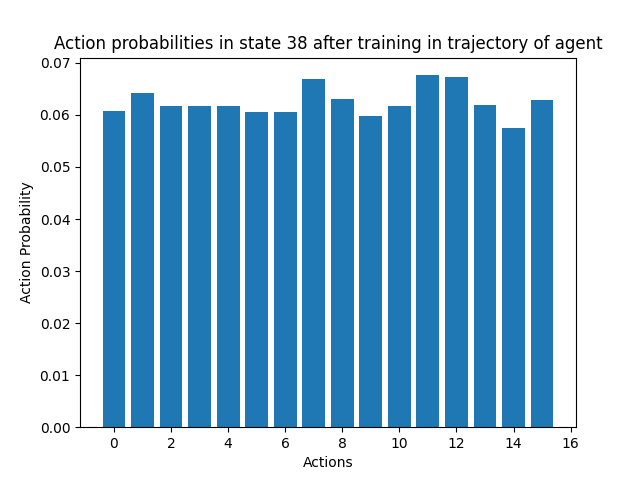 Action probabilities in state 38 after training in trajectory of agent
0.07
0.06
0.05
0.04
0.03
0.02
0.01
0.00
Action Probability
0 2 4 6 8 10 12 14 16
Actions